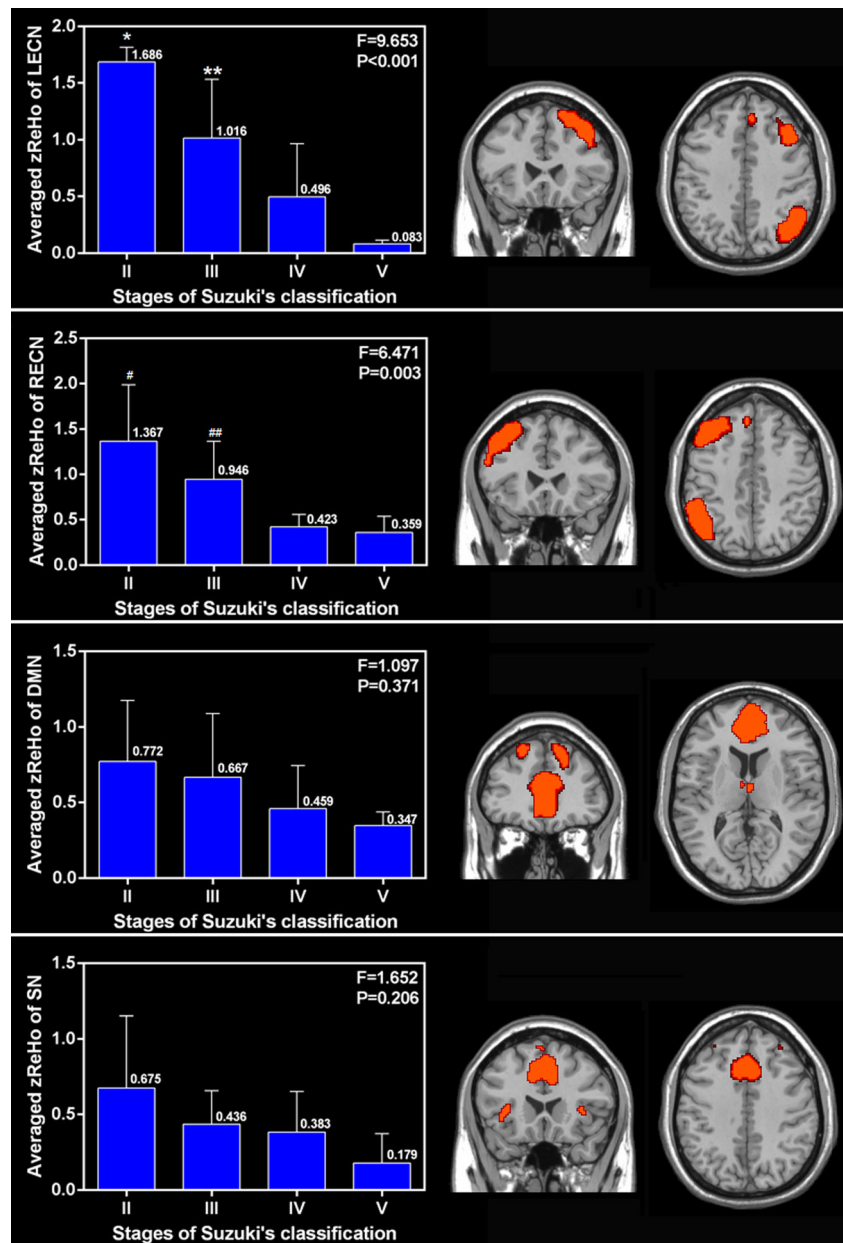 Averaged zReHo of LECN
2.0
1.5
1.0
0.5
0.0
*
1.686
**
1.016
0.496
0.083
F=9.653
P<0.001
II III IV V
Stages of Suzuki's classification
Averaged zReHo of RECN
2.5
2.0
1.5
1.0
0.5
0.0
#
1.367
##
0.946
0.423
0.359
F=6.471
P=0.003
II III IV V
Stages of Suzuki's classification
Averaged zReHo of DMN
1.5
1.0
0.5
0.0
0.772
0.667
0.459
0.347
F=1.097
P=0.371
II III IV V
Stages of Suzuki's classification
Averaged zReHo of SN
1.5
1.0
0.5
0.0
0.675
0.436
0.383
0.179
F=1.652
P=0.206
II III IV V
Stages of Suzuki's classification